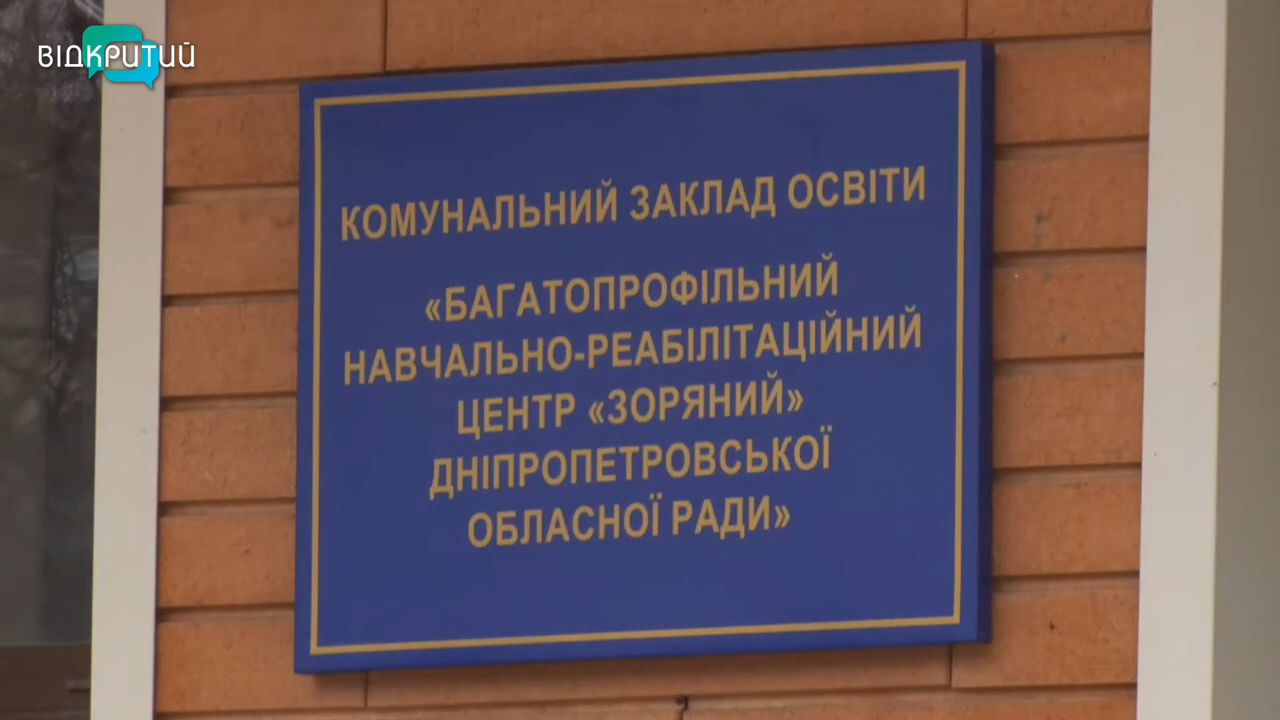 ВІДКРИТИЙ
КОМУНАЛЬНИЙ ЗАКЛАД ОСВІТИ
«БАГАТОПРОФІЛЬНИЙ
НАВЧАЛЬНО-РЕАБІЛІТАЦІЙНИЙ
ЦЕНТР «ЗОРЯНИЙ»
ДНІПРОПЕТРОВСЬКОЇ
ОБЛАСНОЇ РАДИ»